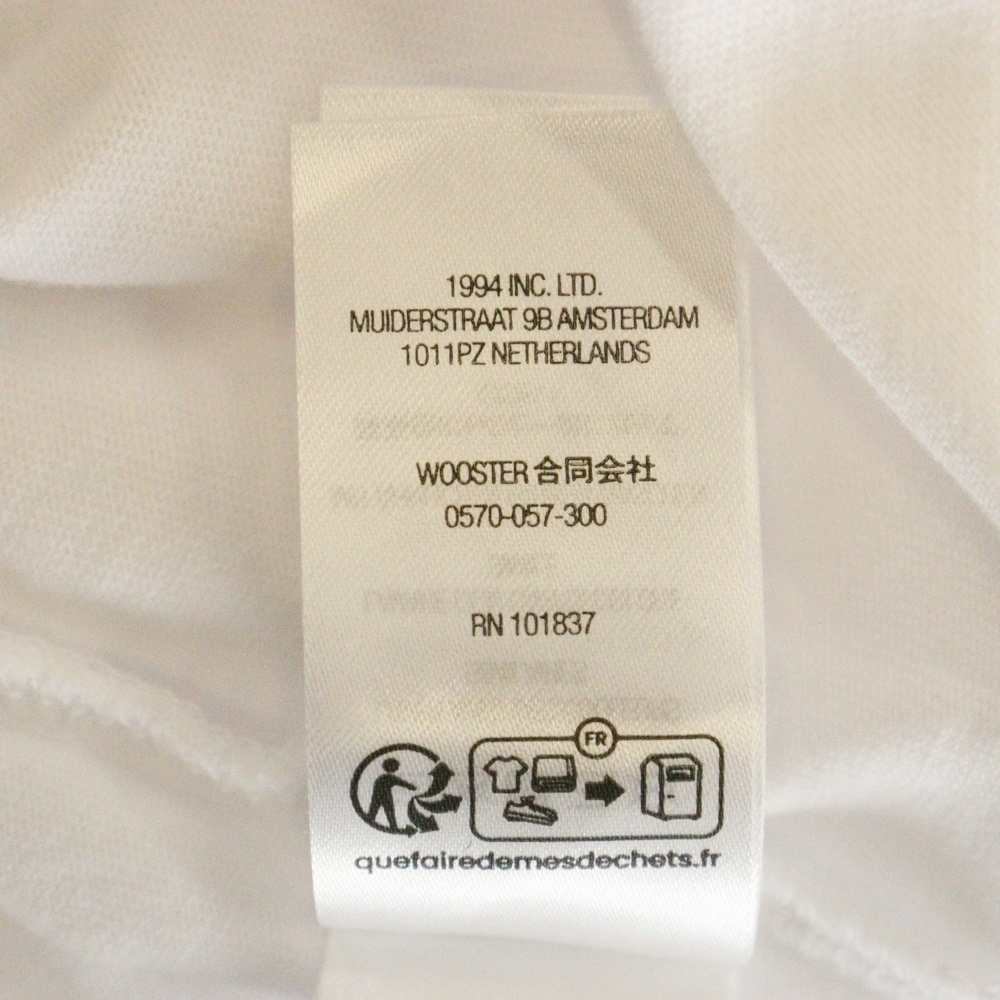 1994 INC. LTD.
MUIDERSTRAAT 9B AMSTERDAM
1011PZ NETHERLANDS
WOOSTER 合同会社
0570-057-300
RN 101837
FR
quefairedemesdechets.fr